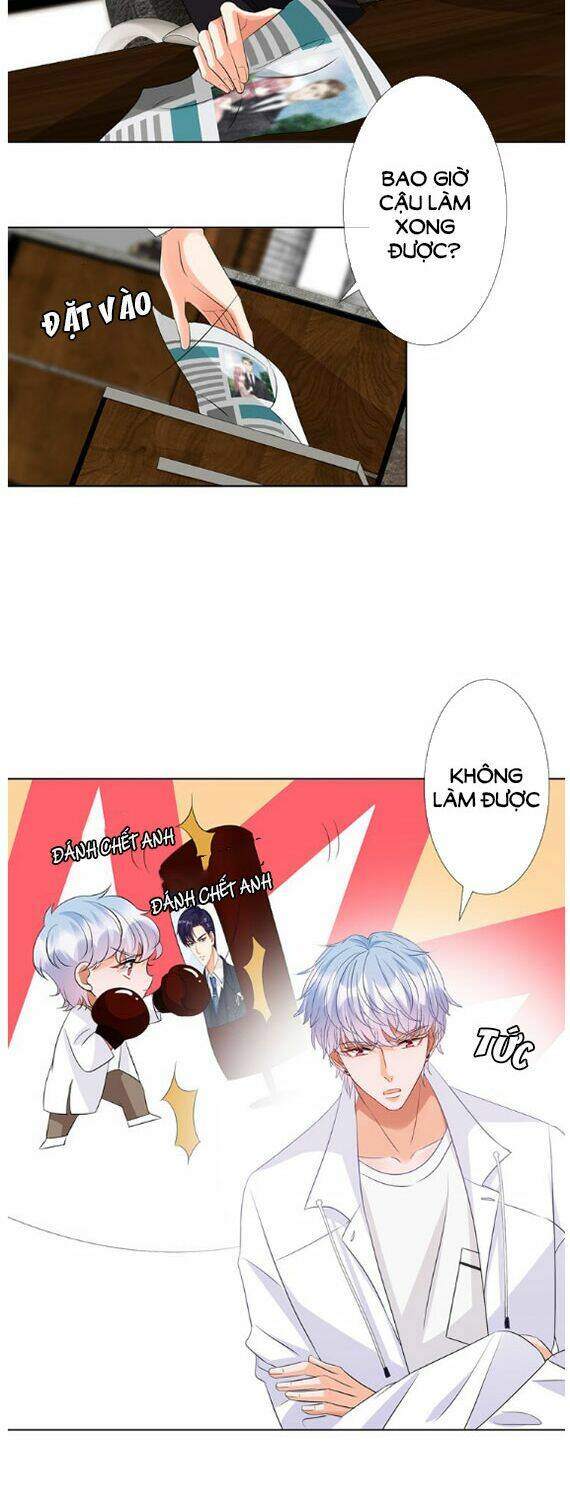 BAO GIỜ
CẬU LÀM
XONG
ĐƯỢC?
ĐẶT VÀO
KHÔNG
LÀM ĐƯỢC
ĐÁNH CHẾT ANH
ĐÁNH CHẾT ANH
TỨC